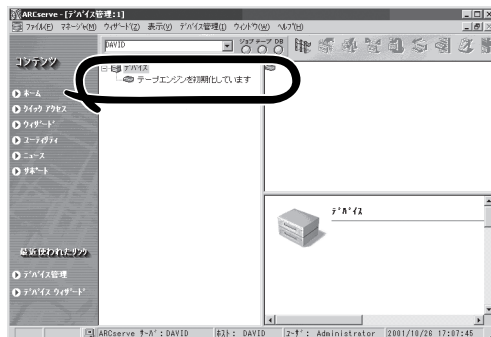 ARCserve - [ﾃﾞﾊﾞｲｽ管理:1]
ﾌｧｲﾙ(F) ﾏﾈｰｼﾞｬ(M) ｳｨｻﾞｰﾄﾞ(Z) 表示(V) ﾃﾞﾊﾞｲｽ管理(I) ｳｨﾝﾄﾞｳ(W) ﾍﾙﾌﾟ(H)
DAVID
ｼﾞｮﾌﾞ ﾃｰﾌﾟ DB
コンテンツ
ﾃﾞﾊﾞｲｽ
テープエンジンを初期化しています
ﾎｰﾑ
ｸｲｯｸ ｱｸｾｽ
ｳｨｻﾞｰﾄﾞ
ﾕｰﾃｨﾘﾃｨ
ﾆｭｰｽ
ｻﾎﾟｰﾄ
ﾃﾞﾊﾞｲｽ
最近使われたリンク
ﾃﾞﾊﾞｲｽ管理
ﾃﾞﾊﾞｲｽ ｳｨｻﾞｰﾄﾞ
ARCserve ｻｰﾊﾞ: DAVID ﾎｽﾄ: DAVID ﾕｰｻﾞ: Administrator 2001/10/26 17:07:45